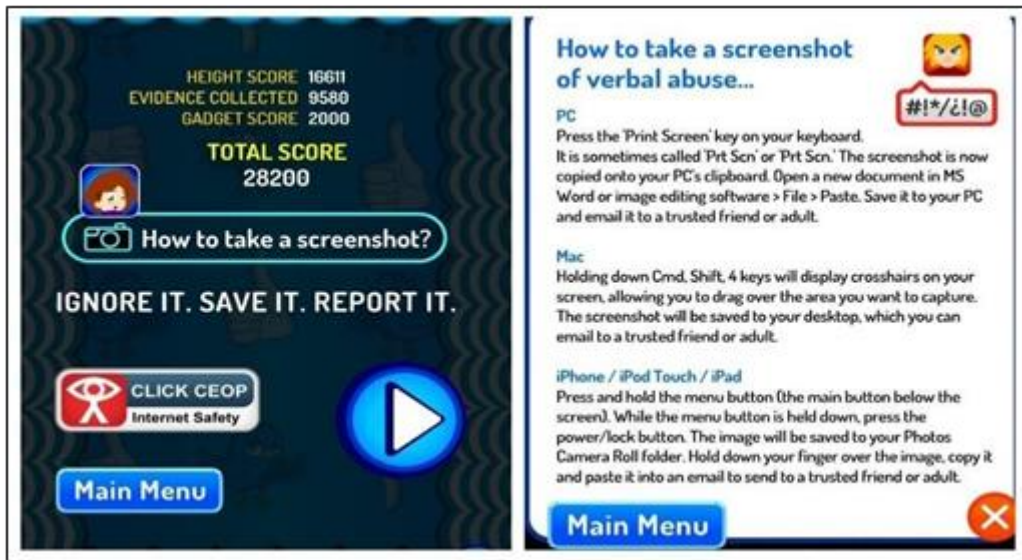 HEIGHT SCORE 16611
EVIDENCE COLLECTED 9580
GADGET SCORE 2000
TOTAL SCORE
28200
How to take a screenshot?
IGNORE IT. SAVE IT. REPORT IT.
CLICK CEOP
Internet Safety
Main Menu
How to take a screenshot
of verbal abuse...
#!*/¿!@
PC
Press the 'Print Screen' key on your keyboard.
It is sometimes called 'Prt Scn' or 'Prt Scn.' The screenshot is now
copied onto your PC's clipboard. Open a new document in MS
Word or image editing software > File > Paste. Save it to your PC
and email it to a trusted friend or adult.
Mac
Holding down Cmd, Shift, 4 keys will display crosshairs on your
screen, allowing you to drag over the area you want to capture.
The screenshot will be saved to your desktop, which you can
email to a trusted friend or adult.
iPhone / iPod Touch / iPad
Press and hold the menu button (the main button below the
screen). While the menu button is held down, press the
power/lock button. The image will be saved to your Photos
Camera Roll folder. Hold down your finger over the image, copy it
and paste it into an email to send to a trusted friend or adult.
Main Menu